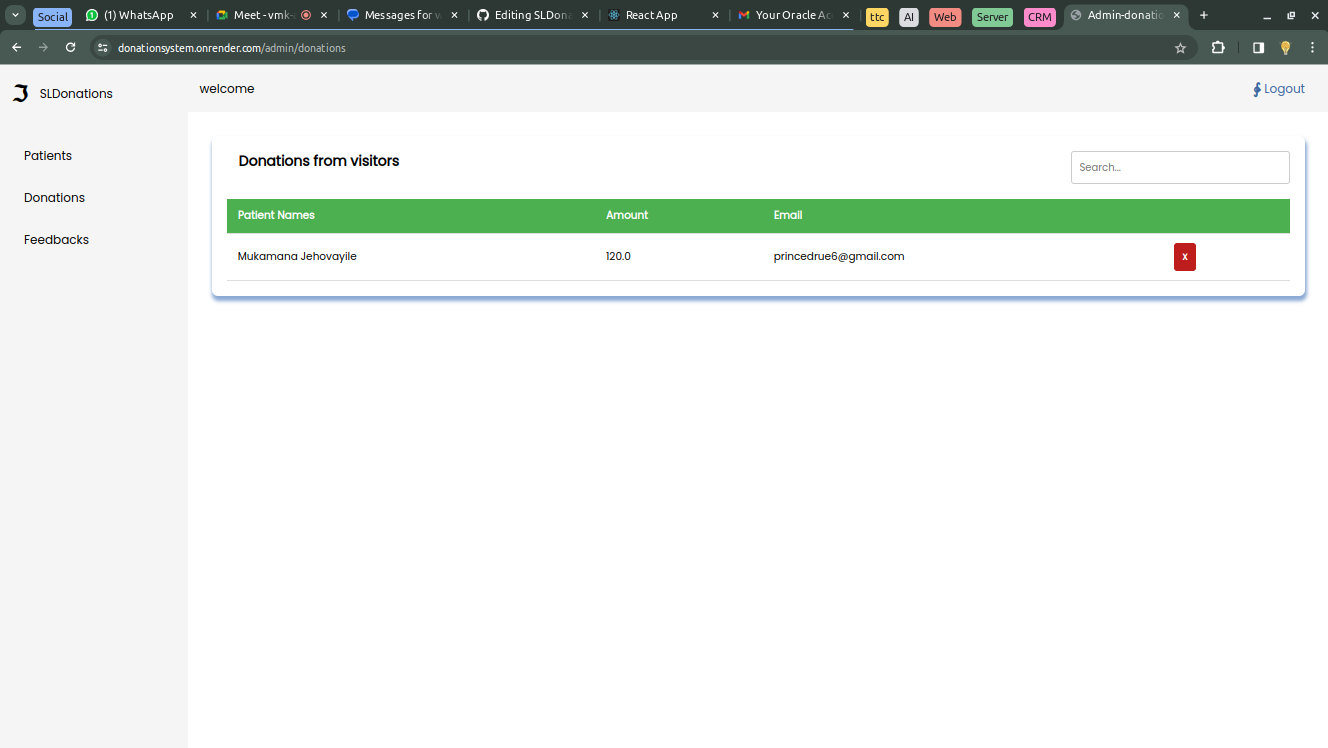 Social
(1) WhatsApp
Meet - vmk-
Messages for w
Editing SLDona
React App
Your Oracle Ac
ttc
AI
Web
Server
CRM
Admin-donatio
donationsystem.onrender.com/admin/donations
SLDonations
welcome
Logout
Patients
Donations
Feedbacks
Donations from visitors
Search...
Patient Names Amount Email
Mukamana Jehovayile 120.0 princedrue6@gmail.com x